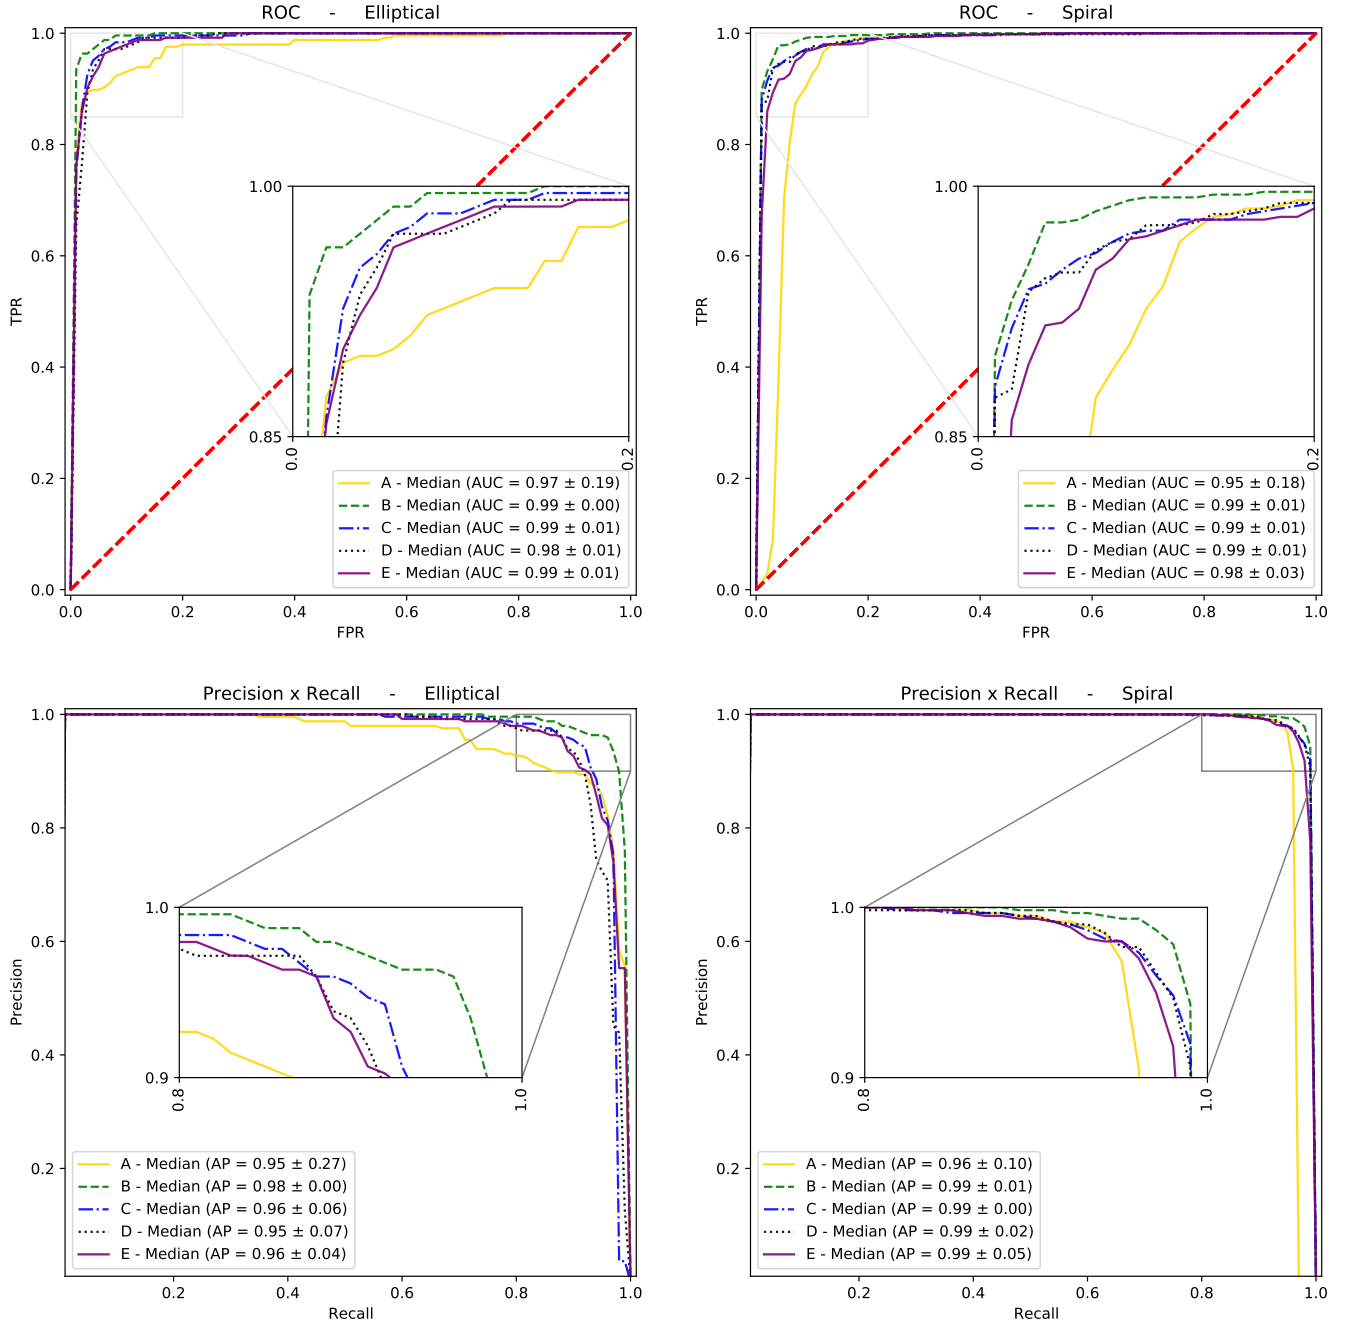 ROC - Elliptical
1.0
0.8
0.6
0.4
0.2
0.0
TPR
1.00
0.85
0.0
0.2
A - Median (AUC = 0.97 ± 0.19)
B - Median (AUC = 0.99 ± 0.00)
C - Median (AUC = 0.99 ± 0.01)
D - Median (AUC = 0.98 ± 0.01)
E - Median (AUC = 0.99 ± 0.01)
0.0 0.2 0.4 0.6 0.8 1.0
FPR
ROC - Spiral
1.0
0.8
0.6
0.4
0.2
0.0
TPR
1.00
0.85
0.0
0.2
A - Median (AUC = 0.95 ± 0.18)
B - Median (AUC = 0.99 ± 0.01)
C - Median (AUC = 0.99 ± 0.01)
D - Median (AUC = 0.99 ± 0.01)
E - Median (AUC = 0.98 ± 0.03)
0.0 0.2 0.4 0.6 0.8 1.0
FPR
Precision x Recall - Elliptical
1.0
0.8
0.6
0.4
0.2
Precision
1.0
0.9
0.8
1.0
A - Median (AP = 0.95 ± 0.27)
B - Median (AP = 0.98 ± 0.00)
C - Median (AP = 0.96 ± 0.06)
D - Median (AP = 0.95 ± 0.07)
E - Median (AP = 0.96 ± 0.04)
0.2 0.4 0.6 0.8 1.0
Recall
Precision x Recall - Spiral
1.0
0.8
0.6
0.4
0.2
Precision
1.0
0.9
0.8
1.0
A - Median (AP = 0.96 ± 0.10)
B - Median (AP = 0.99 ± 0.01)
C - Median (AP = 0.99 ± 0.00)
D - Median (AP = 0.99 ± 0.02)
E - Median (AP = 0.99 ± 0.05)
0.2 0.4 0.6 0.8 1.0
Recall